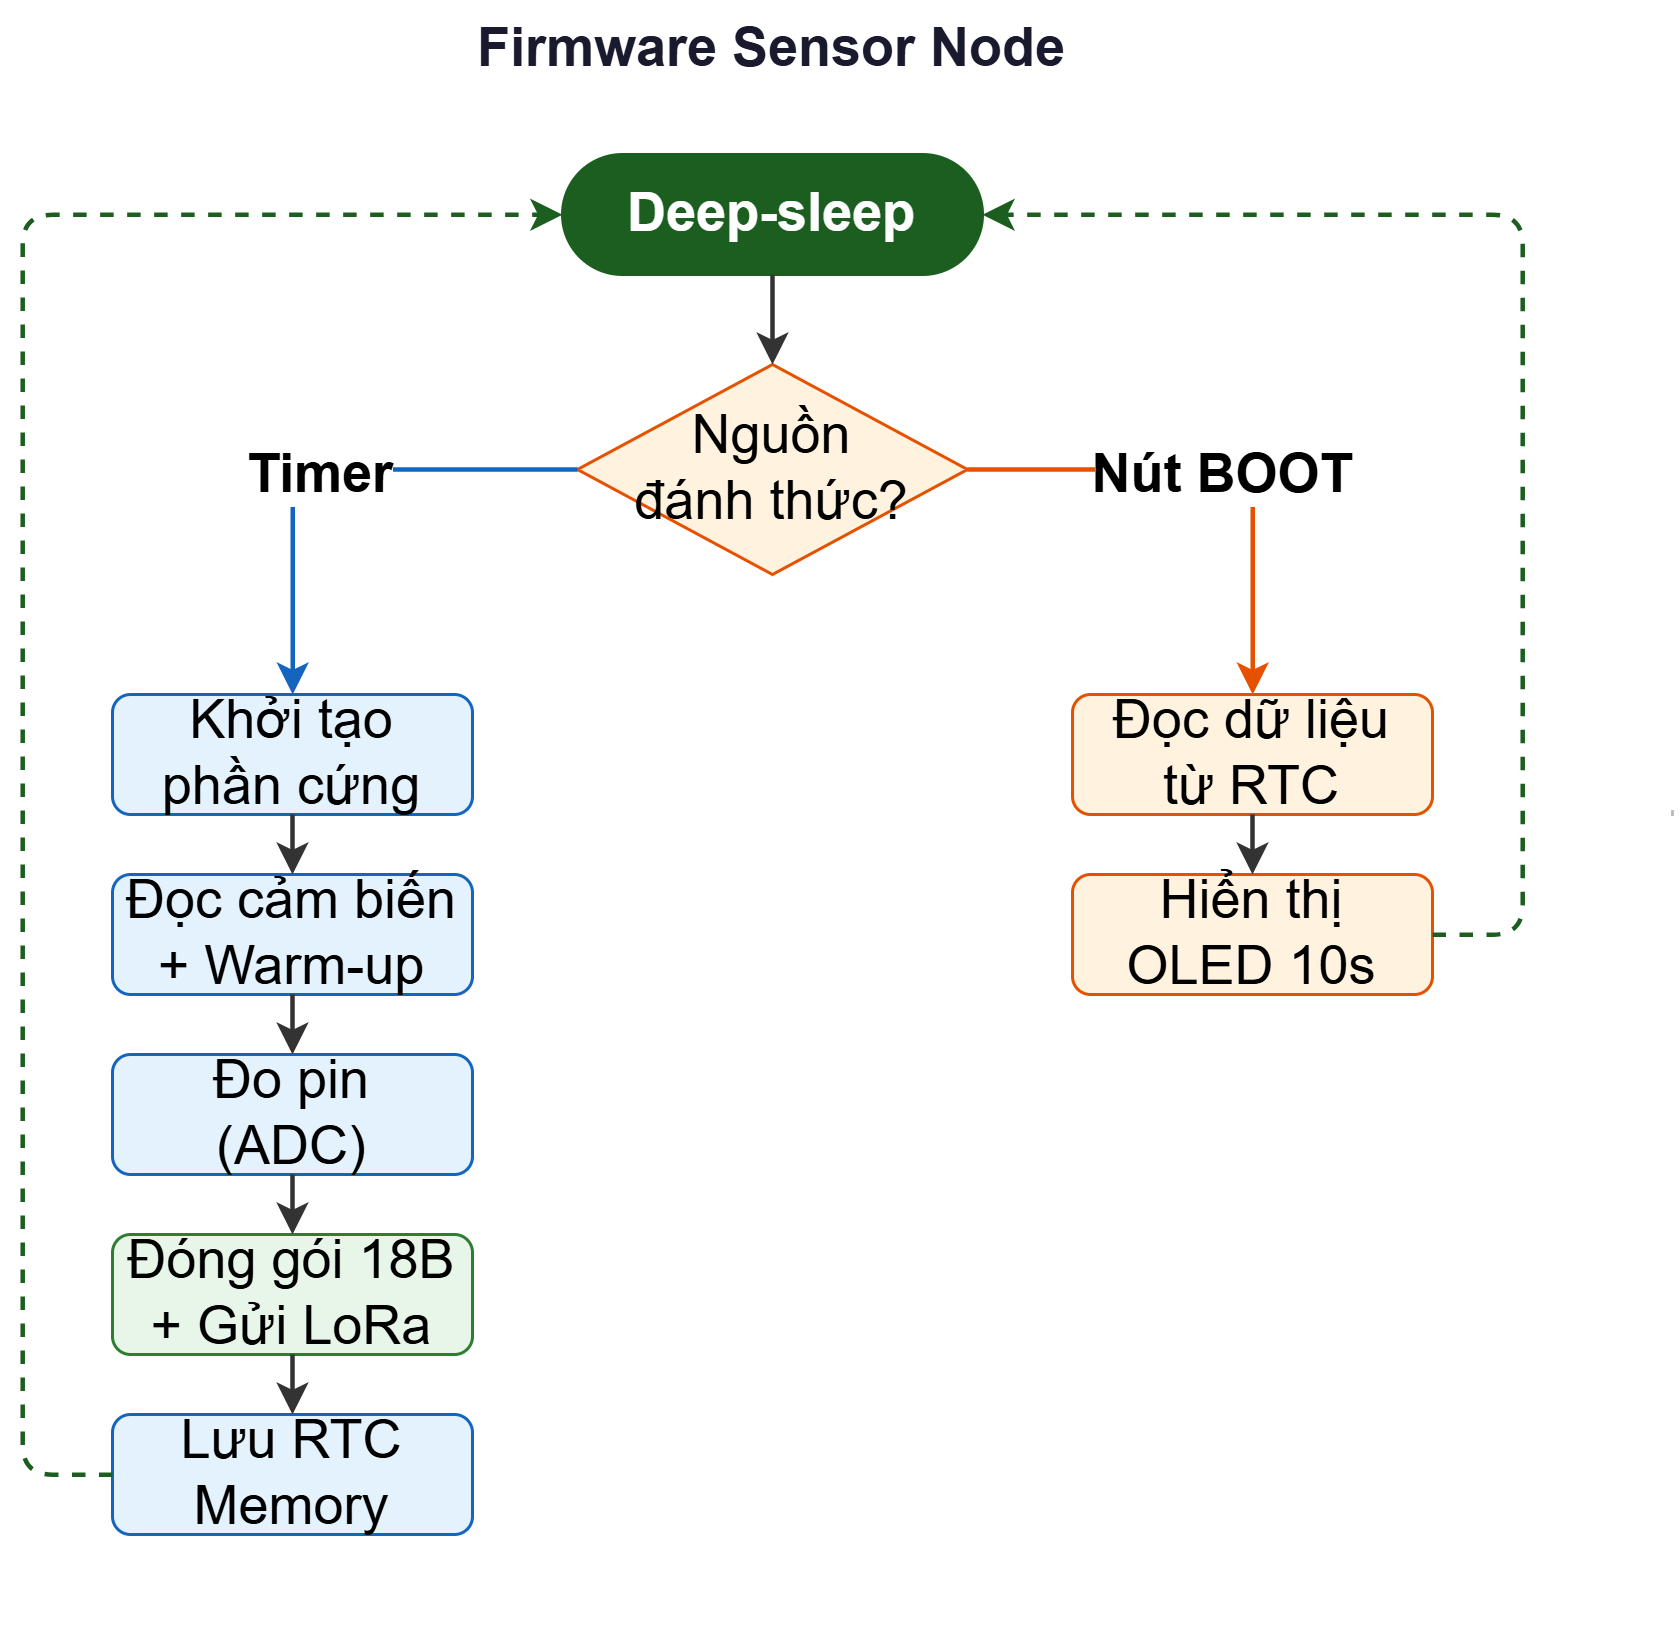 Firmware Sensor Node
Deep-sleep
Nguồn
đánh thức?
Timer
Nút BOOT
Khởi tạo
phần cứng
Đọc cảm biến
+ Warm-up
Đo pin
(ADC)
Đóng gói 18B
+ Gửi LoRa
Lưu RTC
Memory
Đọc dữ liệu
từ RTC
Hiển thị
OLED 10s